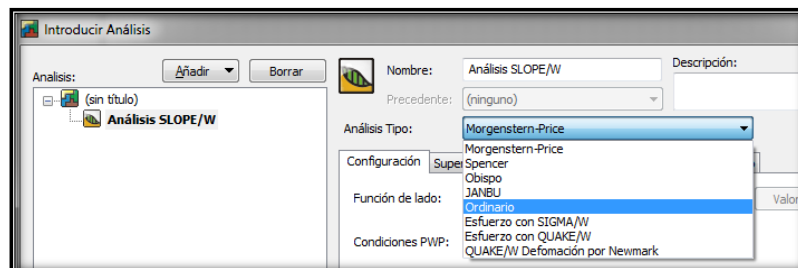 Introducir Análisis
Analisis:
Añadir
Borrar
(sin título)
Análisis SLOPE/W
Nombre:
Análisis SLOPE/W
Descripción:
Precedente:
(ninguno)
Análisis Tipo:
Morgenstern-Price
Morgenstern-Price
Spencer
Obispo
JANBU
Ordinario
Esfuerzo con SIGMA/W
Esfuerzo con QUAKE/W
QUAKE/W Defomación por Newmark
Configuración
Supe
Función de lado:
Valor
Condiciones PWP: